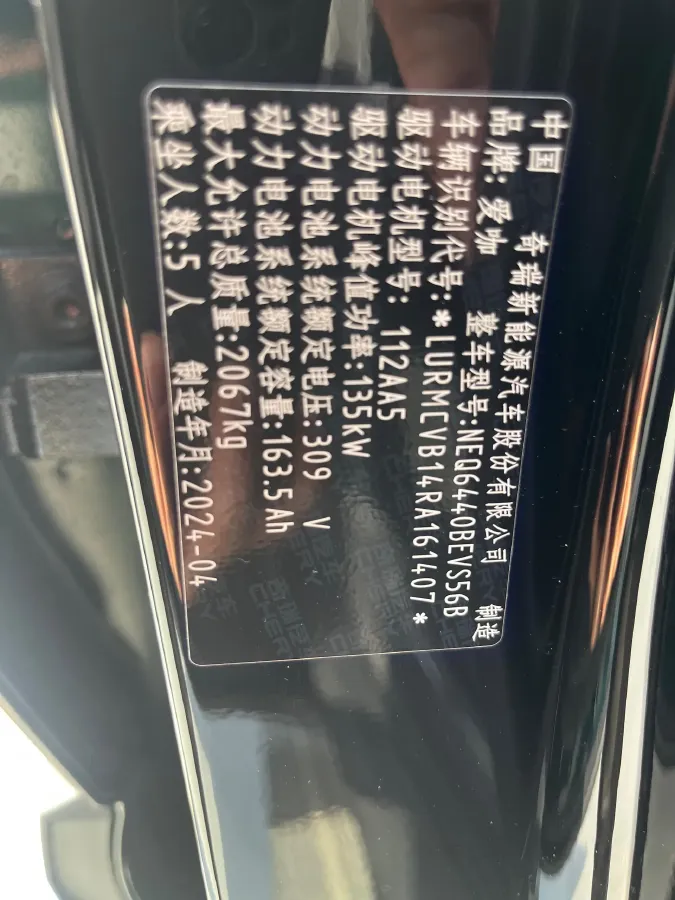 中国 奇瑞新能源汽车股份有限公司 制造
品牌:爱咖 整车型号:NEQ6440BEVS56B
车辆识别代号:*LURMCVB14RA161407*
驱动电机型号: 112AA5
驱动电机峰值功率:135kW
动力电池系统额定电压:309 V
动力电池系统额定容量:163.5Ah
最大允许总质量:2067kg
乘坐人数:5人 制造年月:2024-04